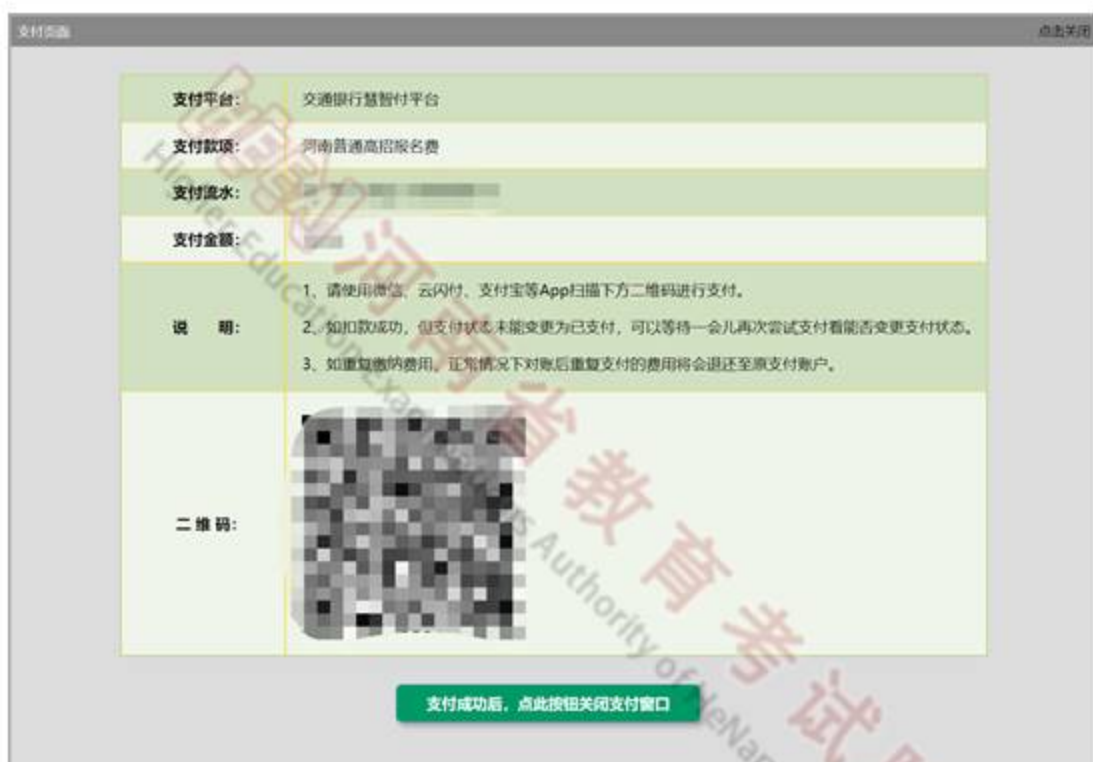 支付页面
点击关闭
支付平台：
交通银行慧智付平台
支付款项：
河南普通高招报名费
支付流水：
支付金额：
说 明：
1、请使用微信、云闪付、支付宝等App扫描下方二维码进行支付。
2、如扣款成功，但支付状态未能变更为已支付，可以等待一会儿再次尝试支付看能否变更支付状态。
3、如重复缴纳费用，正常情况下对账后重复支付的费用将会退还至原支付账户。
二 维 码：
支付成功后，点此按钮关闭支付窗口
河南省教育考试
Higher Education Examinations Authority of HeNan